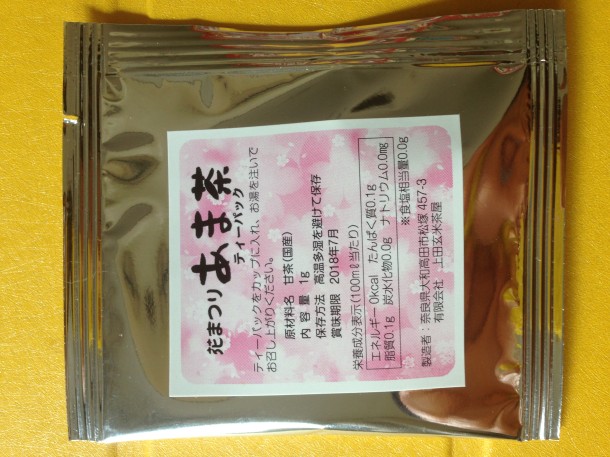 花まつり
あま茶
ティーパック
ティーパックをカップに入れ、お湯を注いで
お召し上がりください。
原材料名 甘茶(国産)
内容量 1g
保存方法 高温多湿を避けて保存
賞味期限 2018年7月
栄養成分表示(100mℓ当たり)
エネルギー0kcal たんぱく質0.1g
脂質0.1g 炭水化物0.0g ナトリウム0.0mg
※食塩相当量0.0g
製造者:奈良県大和高田市松塚457-3
有限会社 上田玄米茶屋